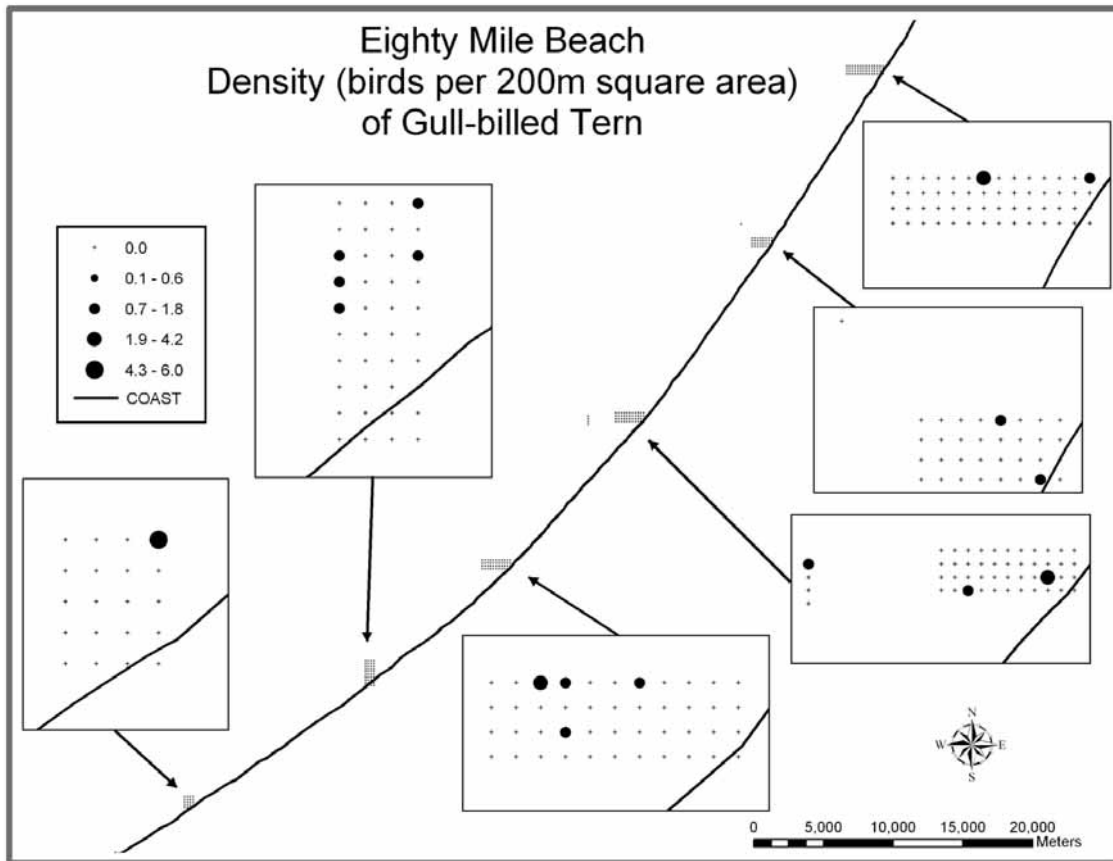 Eighty Mile Beach
Density (birds per 200m square area)
of Gull-billed Tern
0.0
0.1 - 0.6
0.7 - 1.8
1.9 - 4.2
4.3 - 6.0
COAST
N
W E
S
0 5,000 10,000 15,000 20,000
Meters